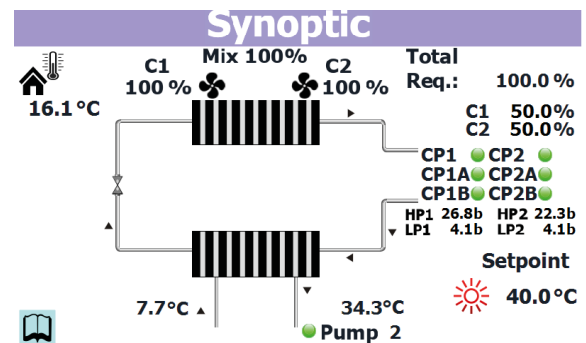 Synoptic
Mix 100%
C1
C2
100 %
100 %
16.1 °C
Total
Req.: 100.0 %
C1 50.0%
C2 50.0%
CP1 CP2
CP1A CP2A
CP1B CP2B
HP1 26.8b HP2 22.3b
LP1 4.1b LP2 4.1b
Setpoint
40.0 °C
7.7°C
34.3°C
Pump 2